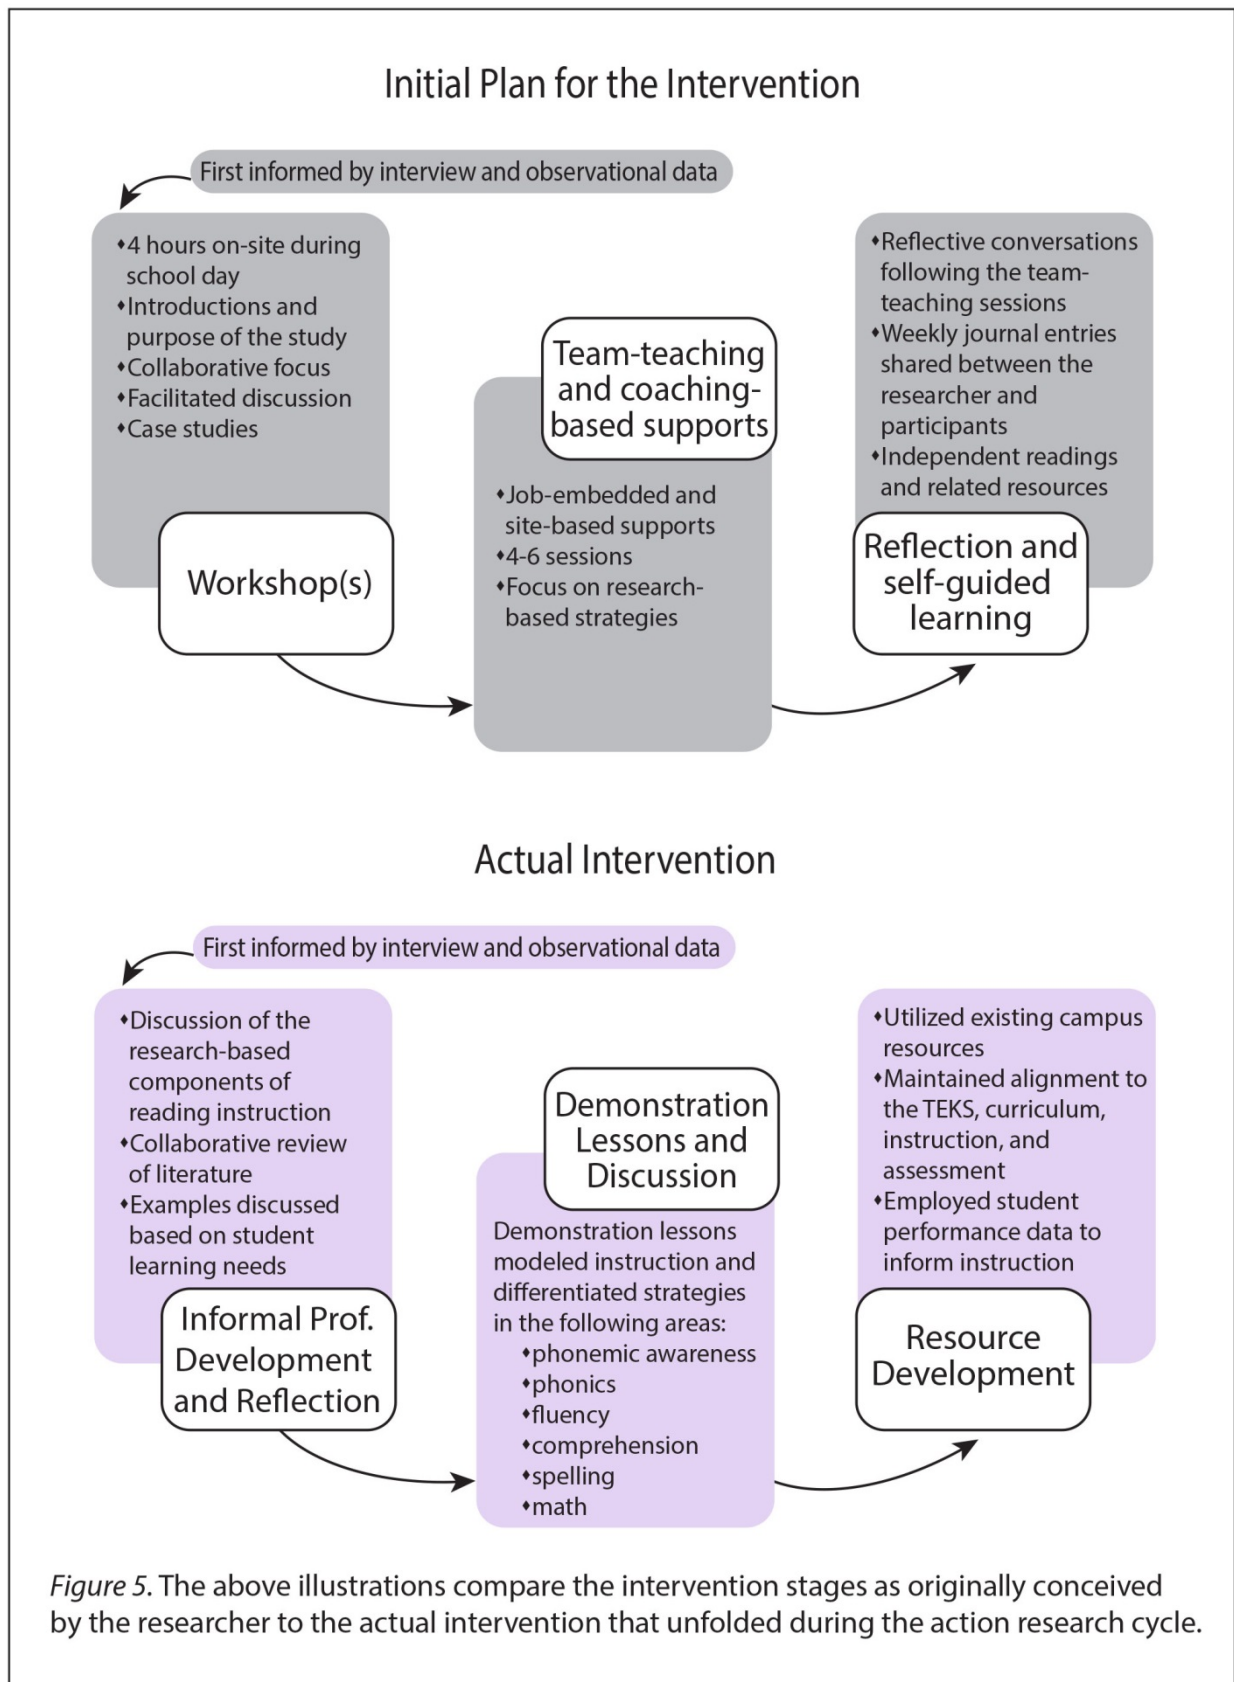 Initial Plan for the Intervention
First informed by interview and observational data
♦4 hours on-site during
school day
♦Introductions and
purpose of the study
♦Collaborative focus
♦Facilitated discussion
♦Case studies
Workshop(s)
Team-teaching
and coaching-
based supports
♦Job-embedded and
site-based supports
♦4-6 sessions
♦Focus on research-
based strategies
♦Reflective conversations
following the team-
teaching sessions
♦Weekly journal entries
shared between the
researcher and
participants
♦Independent readings
and related resources
Reflection and
self-guided
learning
Actual Intervention
First informed by interview and observational data
♦Discussion of the
research-based
components of
reading instruction
♦Collaborative review
of literature
♦Examples discussed
based on student
learning needs
Informal Prof.
Development
and Reflection
Demonstration
Lessons and
Discussion
Demonstration lessons
modeled instruction and
differentiated strategies
in the following areas:
♦phonemic awareness
♦phonics
♦fluency
♦comprehension
♦spelling
♦math
♦Utilized existing campus
resources
♦Maintained alignment to
the TEKS, curriculum,
instruction, and
assessment
♦Employed student
performance data to
inform instruction
Resource
Development
Figure 5. The above illustrations compare the intervention stages as originally conceived
by the researcher to the actual intervention that unfolded during the action research cycle.